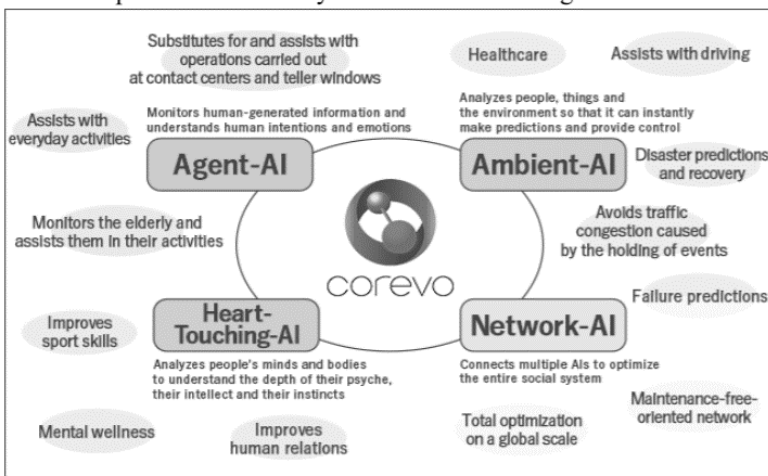 Substitutes for and assists with
operations carried out
at contact centers and teller windows
Healthcare
Assists with driving
Assists with
everyday activities
Monitors human-generated information and
understands human intentions and emotions
Analyzes people, things and
the environment so that it can instantly
make predictions and provide control
Agent-AI
Ambient-AI
Disaster predictions
and recovery
Monitors the elderly and
assists them in their activities
Avoids traffic
congestion caused
by the holding of events
corevo
Failure predictions
Improves
sport skills
Heart-
Touching-AI
Network-AI
Analyzes people's minds and bodies
to understand the depth of their psyche,
their intellect and their instincts
Connects multiple AIs to optimize
the entire social system
Maintenance-free-
oriented network
Mental wellness
Improves
human relations
Total optimization
on a global scale